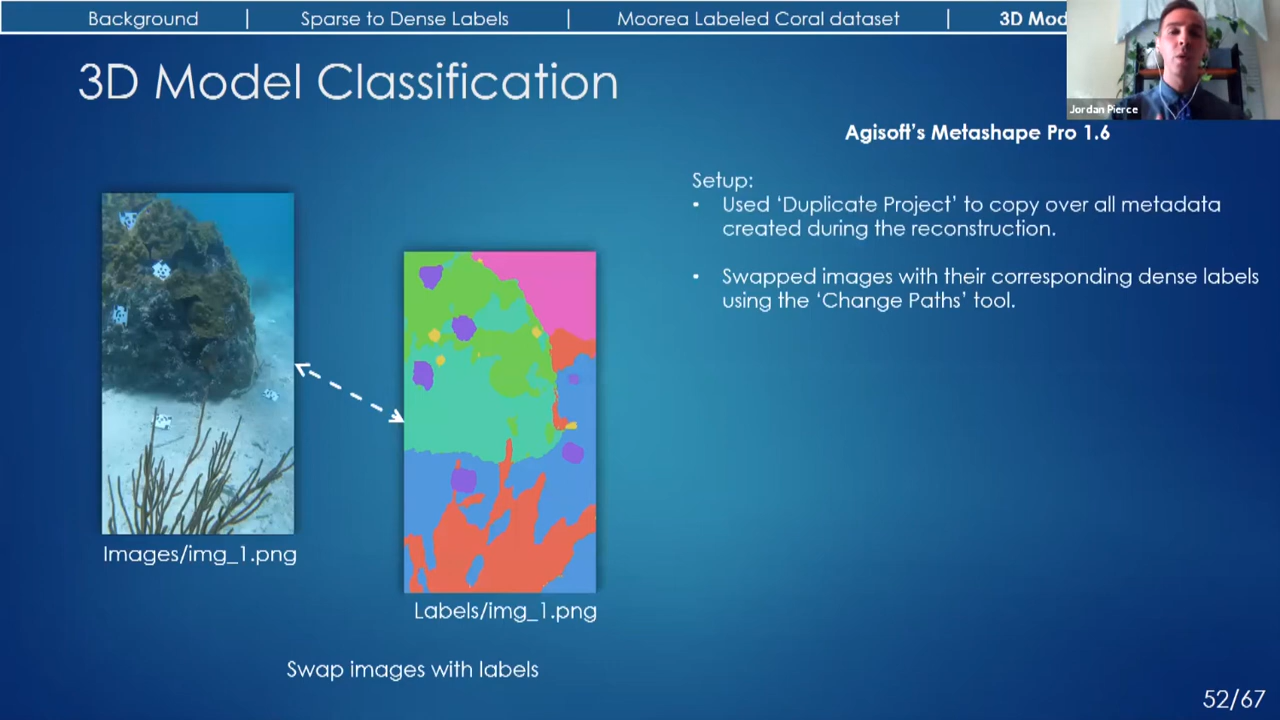 Background | Sparse to Dense Labels | Moorea Labeled Coral dataset | 3D Mod
3D Model Classification
Jordan Pierce
Agisoft's Metashape Pro 1.6
Setup:
• Used ‘Duplicate Project’ to copy over all metadata
created during the reconstruction.
• Swapped images with their corresponding dense labels
using the ‘Change Paths’ tool.
Images/img_1.png
Labels/img_1.png
Swap images with labels
52/67